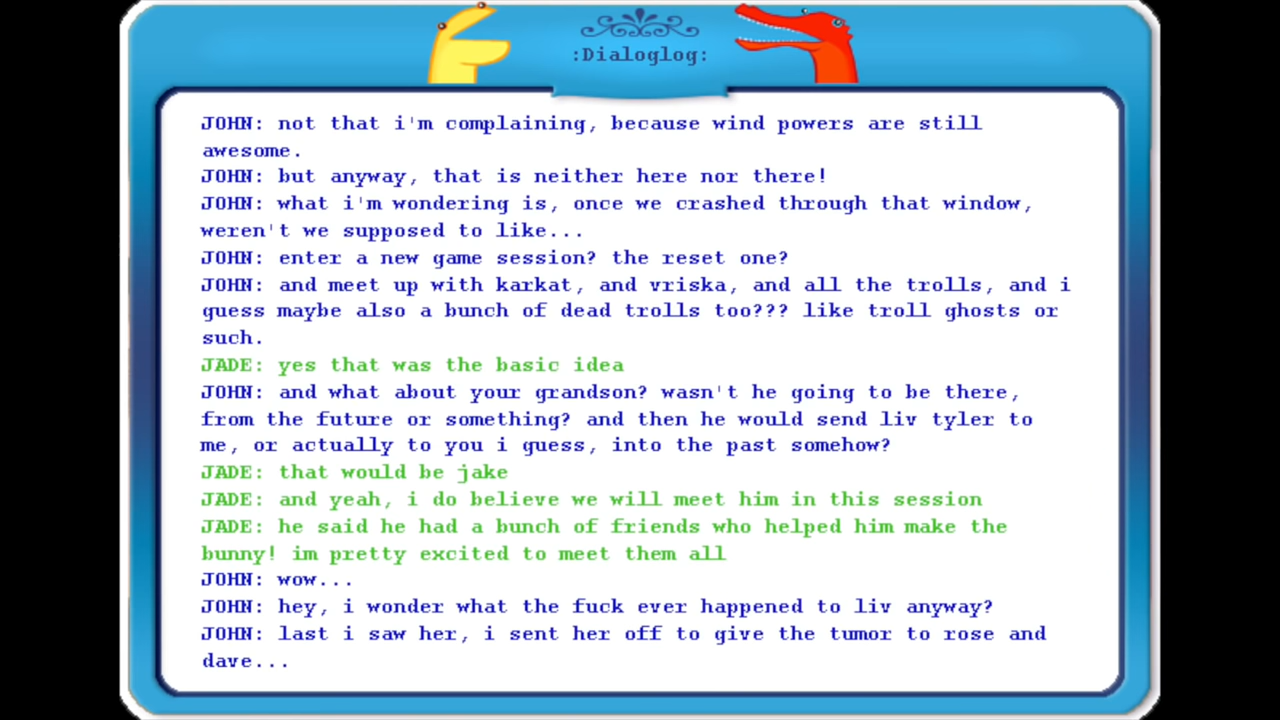 :Dialoglog:
JOHN: not that i'm complaining, because wind powers are still
awesome.
JOHN: but anyway, that is neither here nor there!
JOHN: what i'm wondering is, once we crashed through that window,
weren't we supposed to like...
JOHN: enter a new game session? the reset one?
JOHN: and meet up with karkat, and vriska, and all the trolls, and i
guess maybe also a bunch of dead trolls too??? like troll ghosts or
such.
JADE: yes that was the basic idea
JOHN: and what about your grandson? wasn't he going to be there,
from the future or something? and then he would send liv tyler to
me, or actually to you i guess, into the past somehow?
JADE: that would be jake
JADE: and yeah, i do believe we will meet him in this session
JADE: he said he had a bunch of friends who helped him make the
bunny! im pretty excited to meet them all
JOHN: wow...
JOHN: hey, i wonder what the fuck ever happened to liv anyway?
JOHN: last i saw her, i sent her off to give the tumor to rose and
dave...